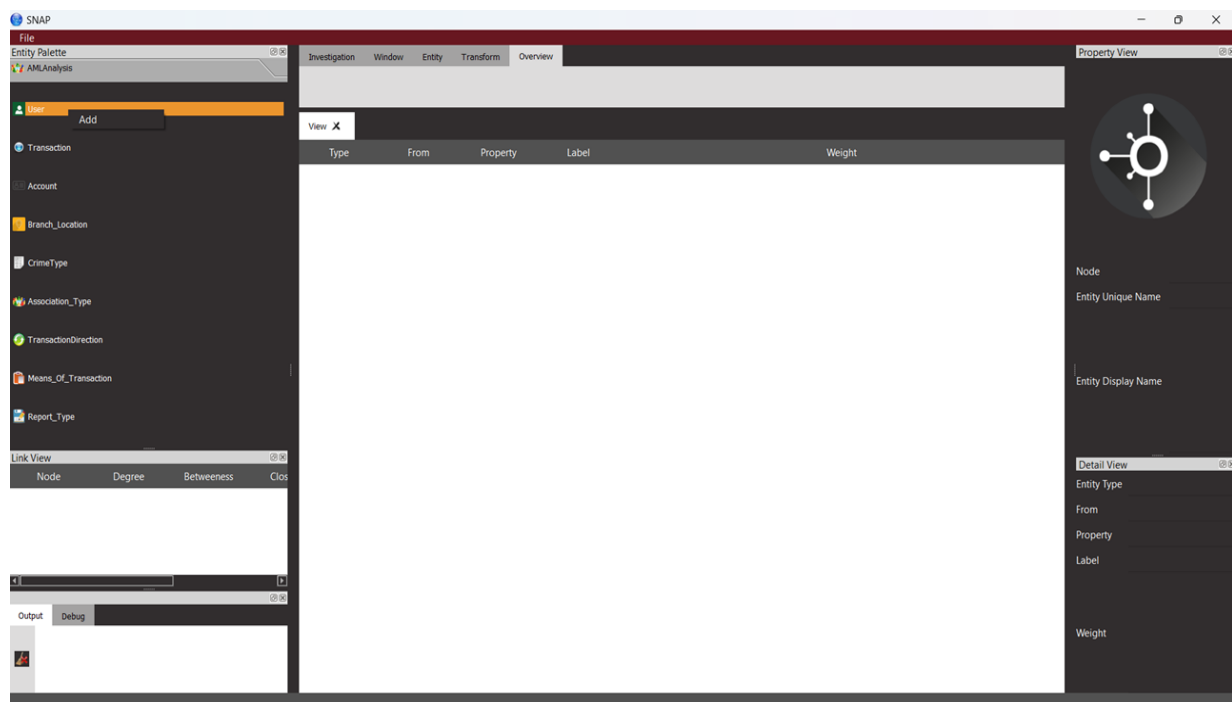 SNAP
File
Entity Palette
AMLAnalysis
User
Add
Transaction
Account
Branch_Location
CrimeType
Association_Type
TransactionDirection
Means_Of_Transaction
Report_Type
Link View
Node Degree Betweeness Clos
Output Debug
Investigation Window Entity Transform Overview
View X
Type From Property Label Weight
Property View
Node
Entity Unique Name
Entity Display Name
Detail View
Entity Type
From
Property
Label
Weight